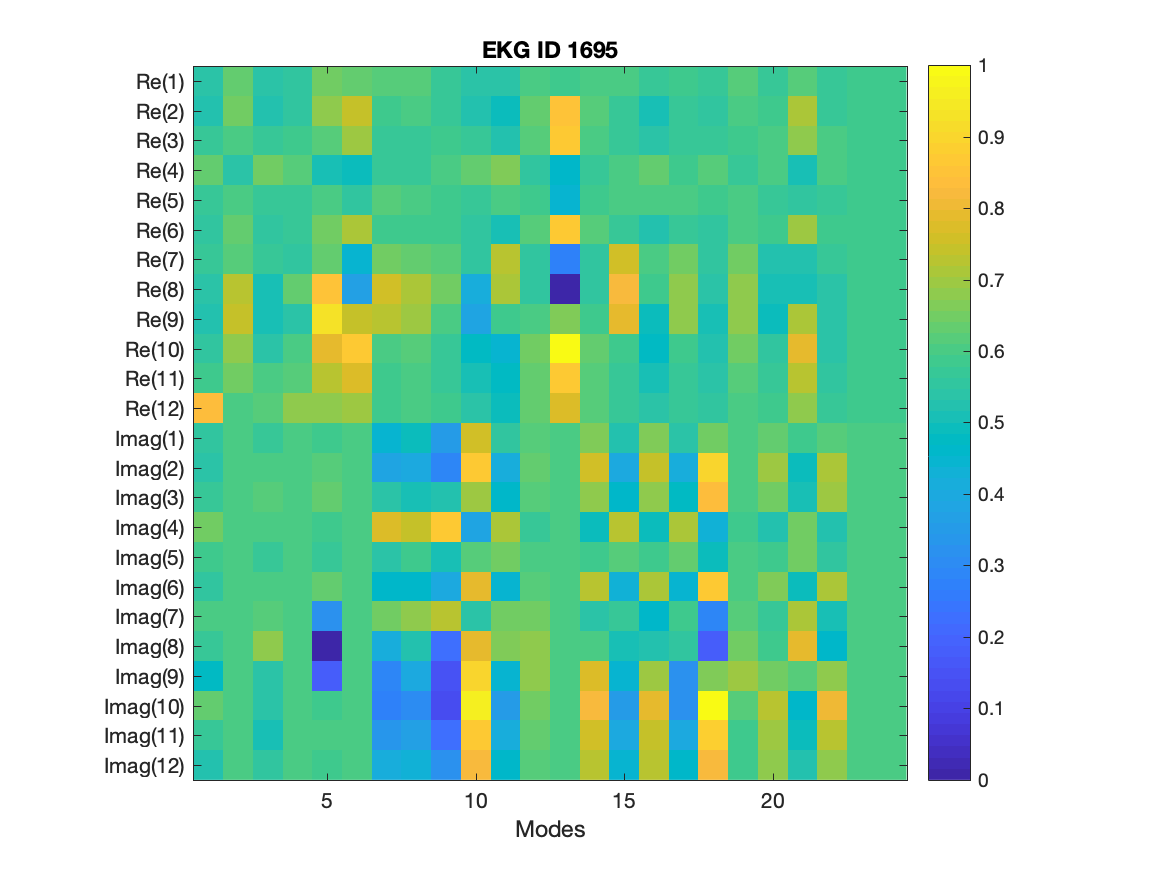 EKG ID 1695
Re(1)
Re(2)
Re(3)
Re(4)
Re(5)
Re(6)
Re(7)
Re(8)
Re(9)
Re(10)
Re(11)
Re(12)
Imag(1)
Imag(2)
Imag(3)
Imag(4)
Imag(5)
Imag(6)
Imag(7)
Imag(8)
Imag(9)
Imag(10)
Imag(11)
Imag(12)
5 10 15 20
Modes
1
0.9
0.8
0.7
0.6
0.5
0.4
0.3
0.2
0.1
0